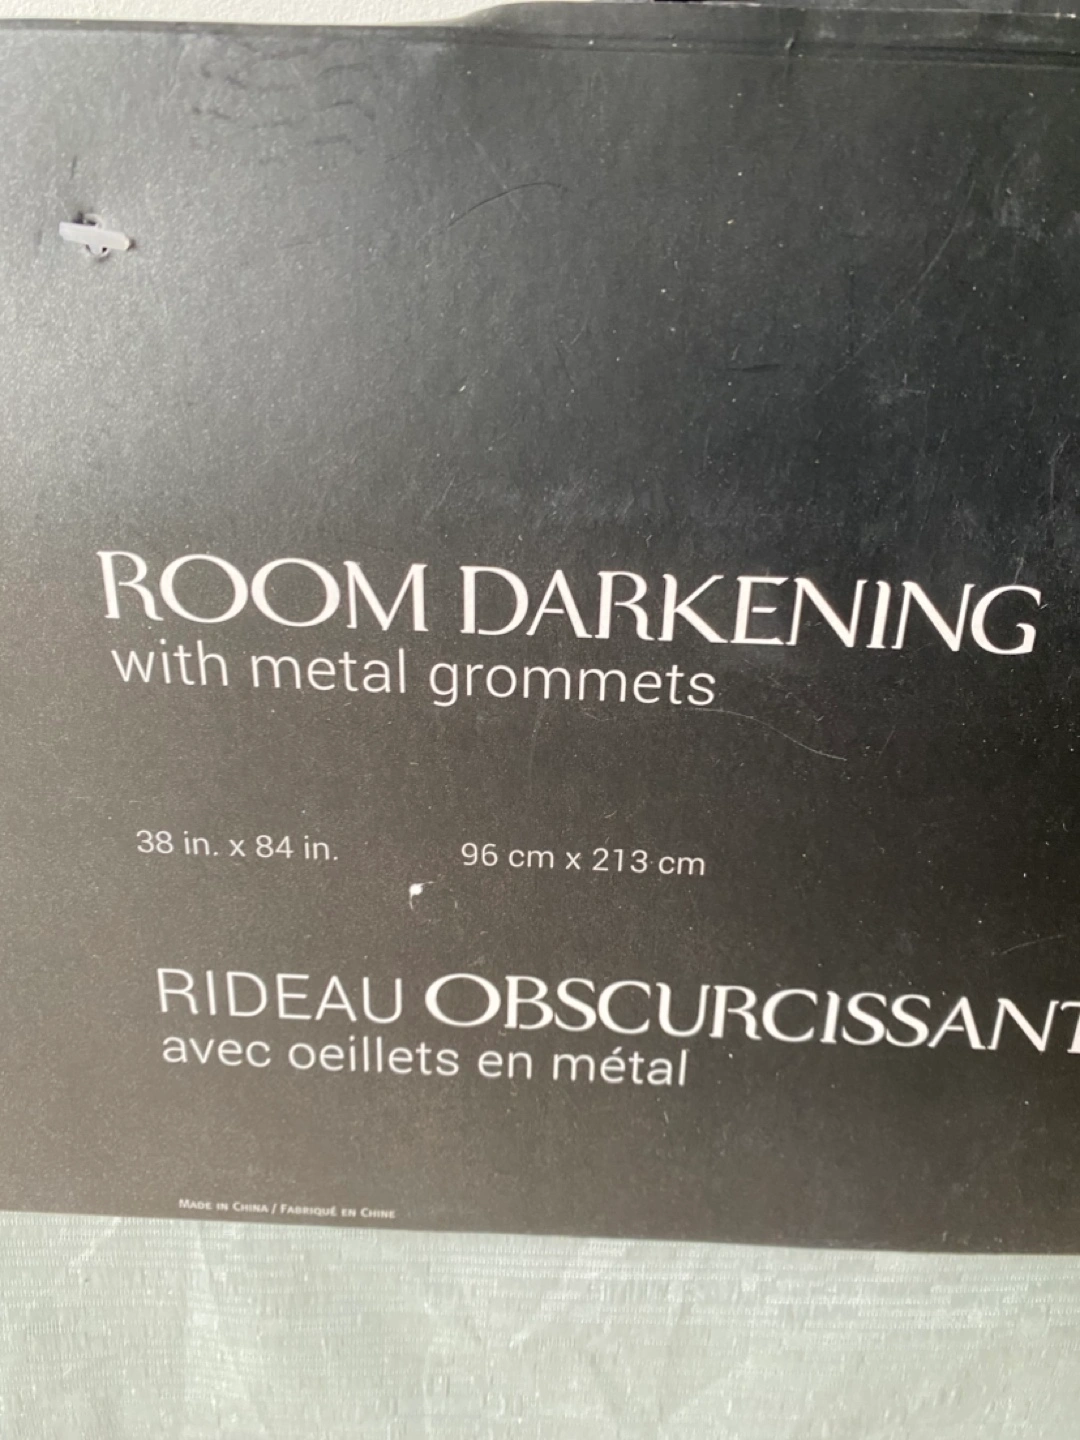 ROOM DARKENING
with metal grommets
38 in. x 84 in. 96 cm x 213 cm
RIDEAU OBSCURCISSANT
avec oeillets en métal
MADE IN CHINA / FABRIQUÉ EN CHINE